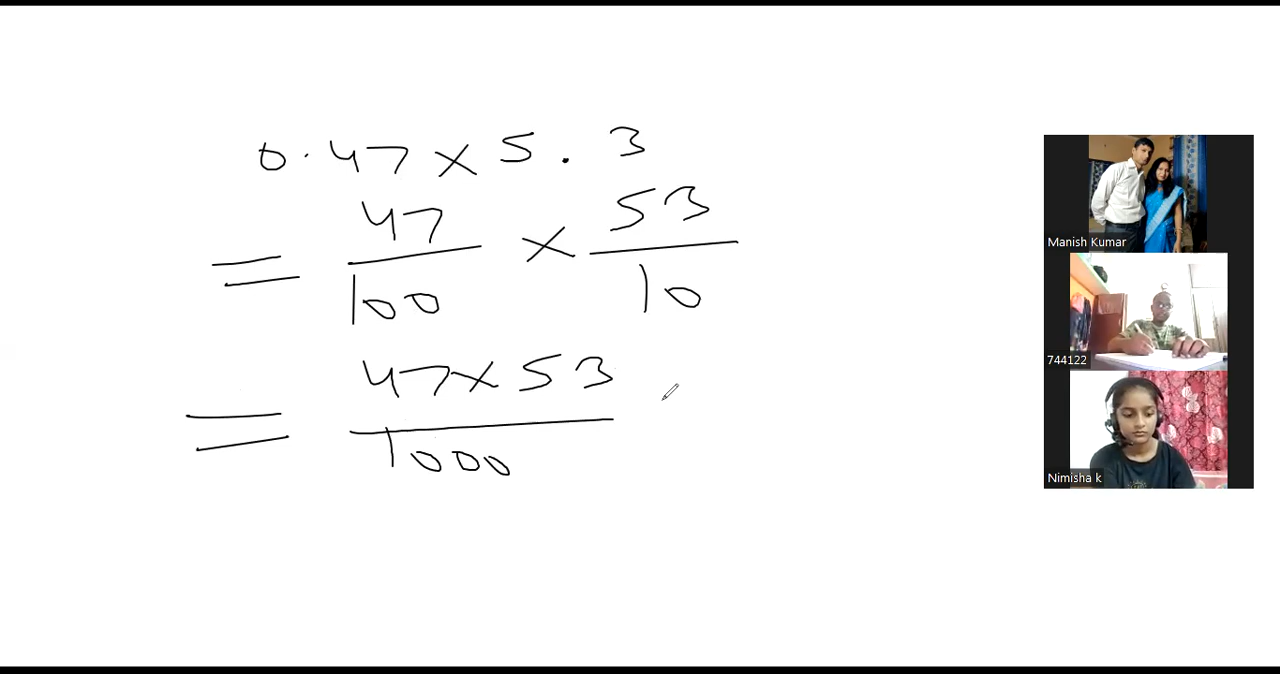 0.47 × 5.3
= 47/100 × 53/10
= 47×53/1000
Manish Kumar
744122
Nimisha k